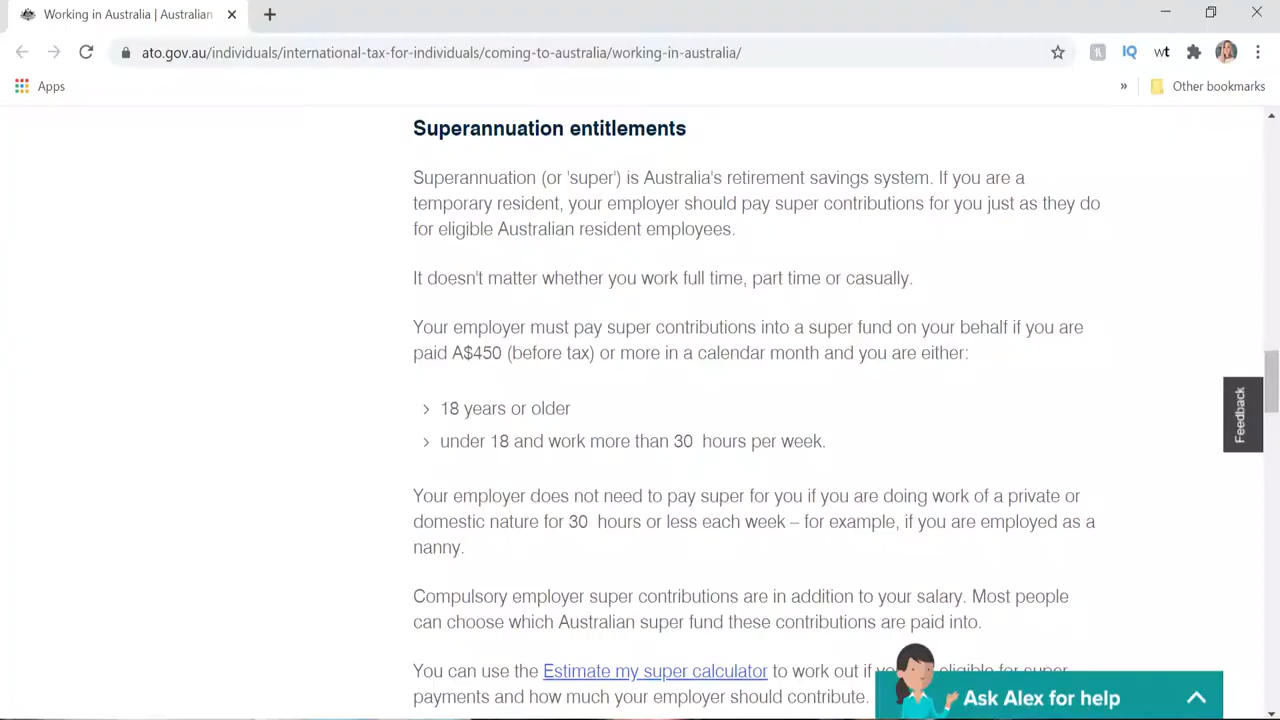 Working in Australia | Australian
ato.gov.au/individuals/international-tax-for-individuals/coming-to-australia/working-in-australia/
IQ
wt
Apps
»
Other bookmarks
Superannuation entitlements
Superannuation (or 'super') is Australia's retirement savings system. If you are a
temporary resident, your employer should pay super contributions for you just as they do
for eligible Australian resident employees.
It doesn't matter whether you work full time, part time or casually.
Your employer must pay super contributions into a super fund on your behalf if you are
paid A$450 (before tax) or more in a calendar month and you are either:
18 years or older
under 18 and work more than 30 hours per week.
Feedback
Your employer does not need to pay super for you if you are doing work of a private or
domestic nature for 30 hours or less each week – for example, if you are employed as a
nanny.
Compulsory employer super contributions are in addition to your salary. Most people
can choose which Australian super fund these contributions are paid into.
You can use the Estimate my super calculator to work out if eligible for super
payments and how much your employer should contribute.
Ask Alex for help